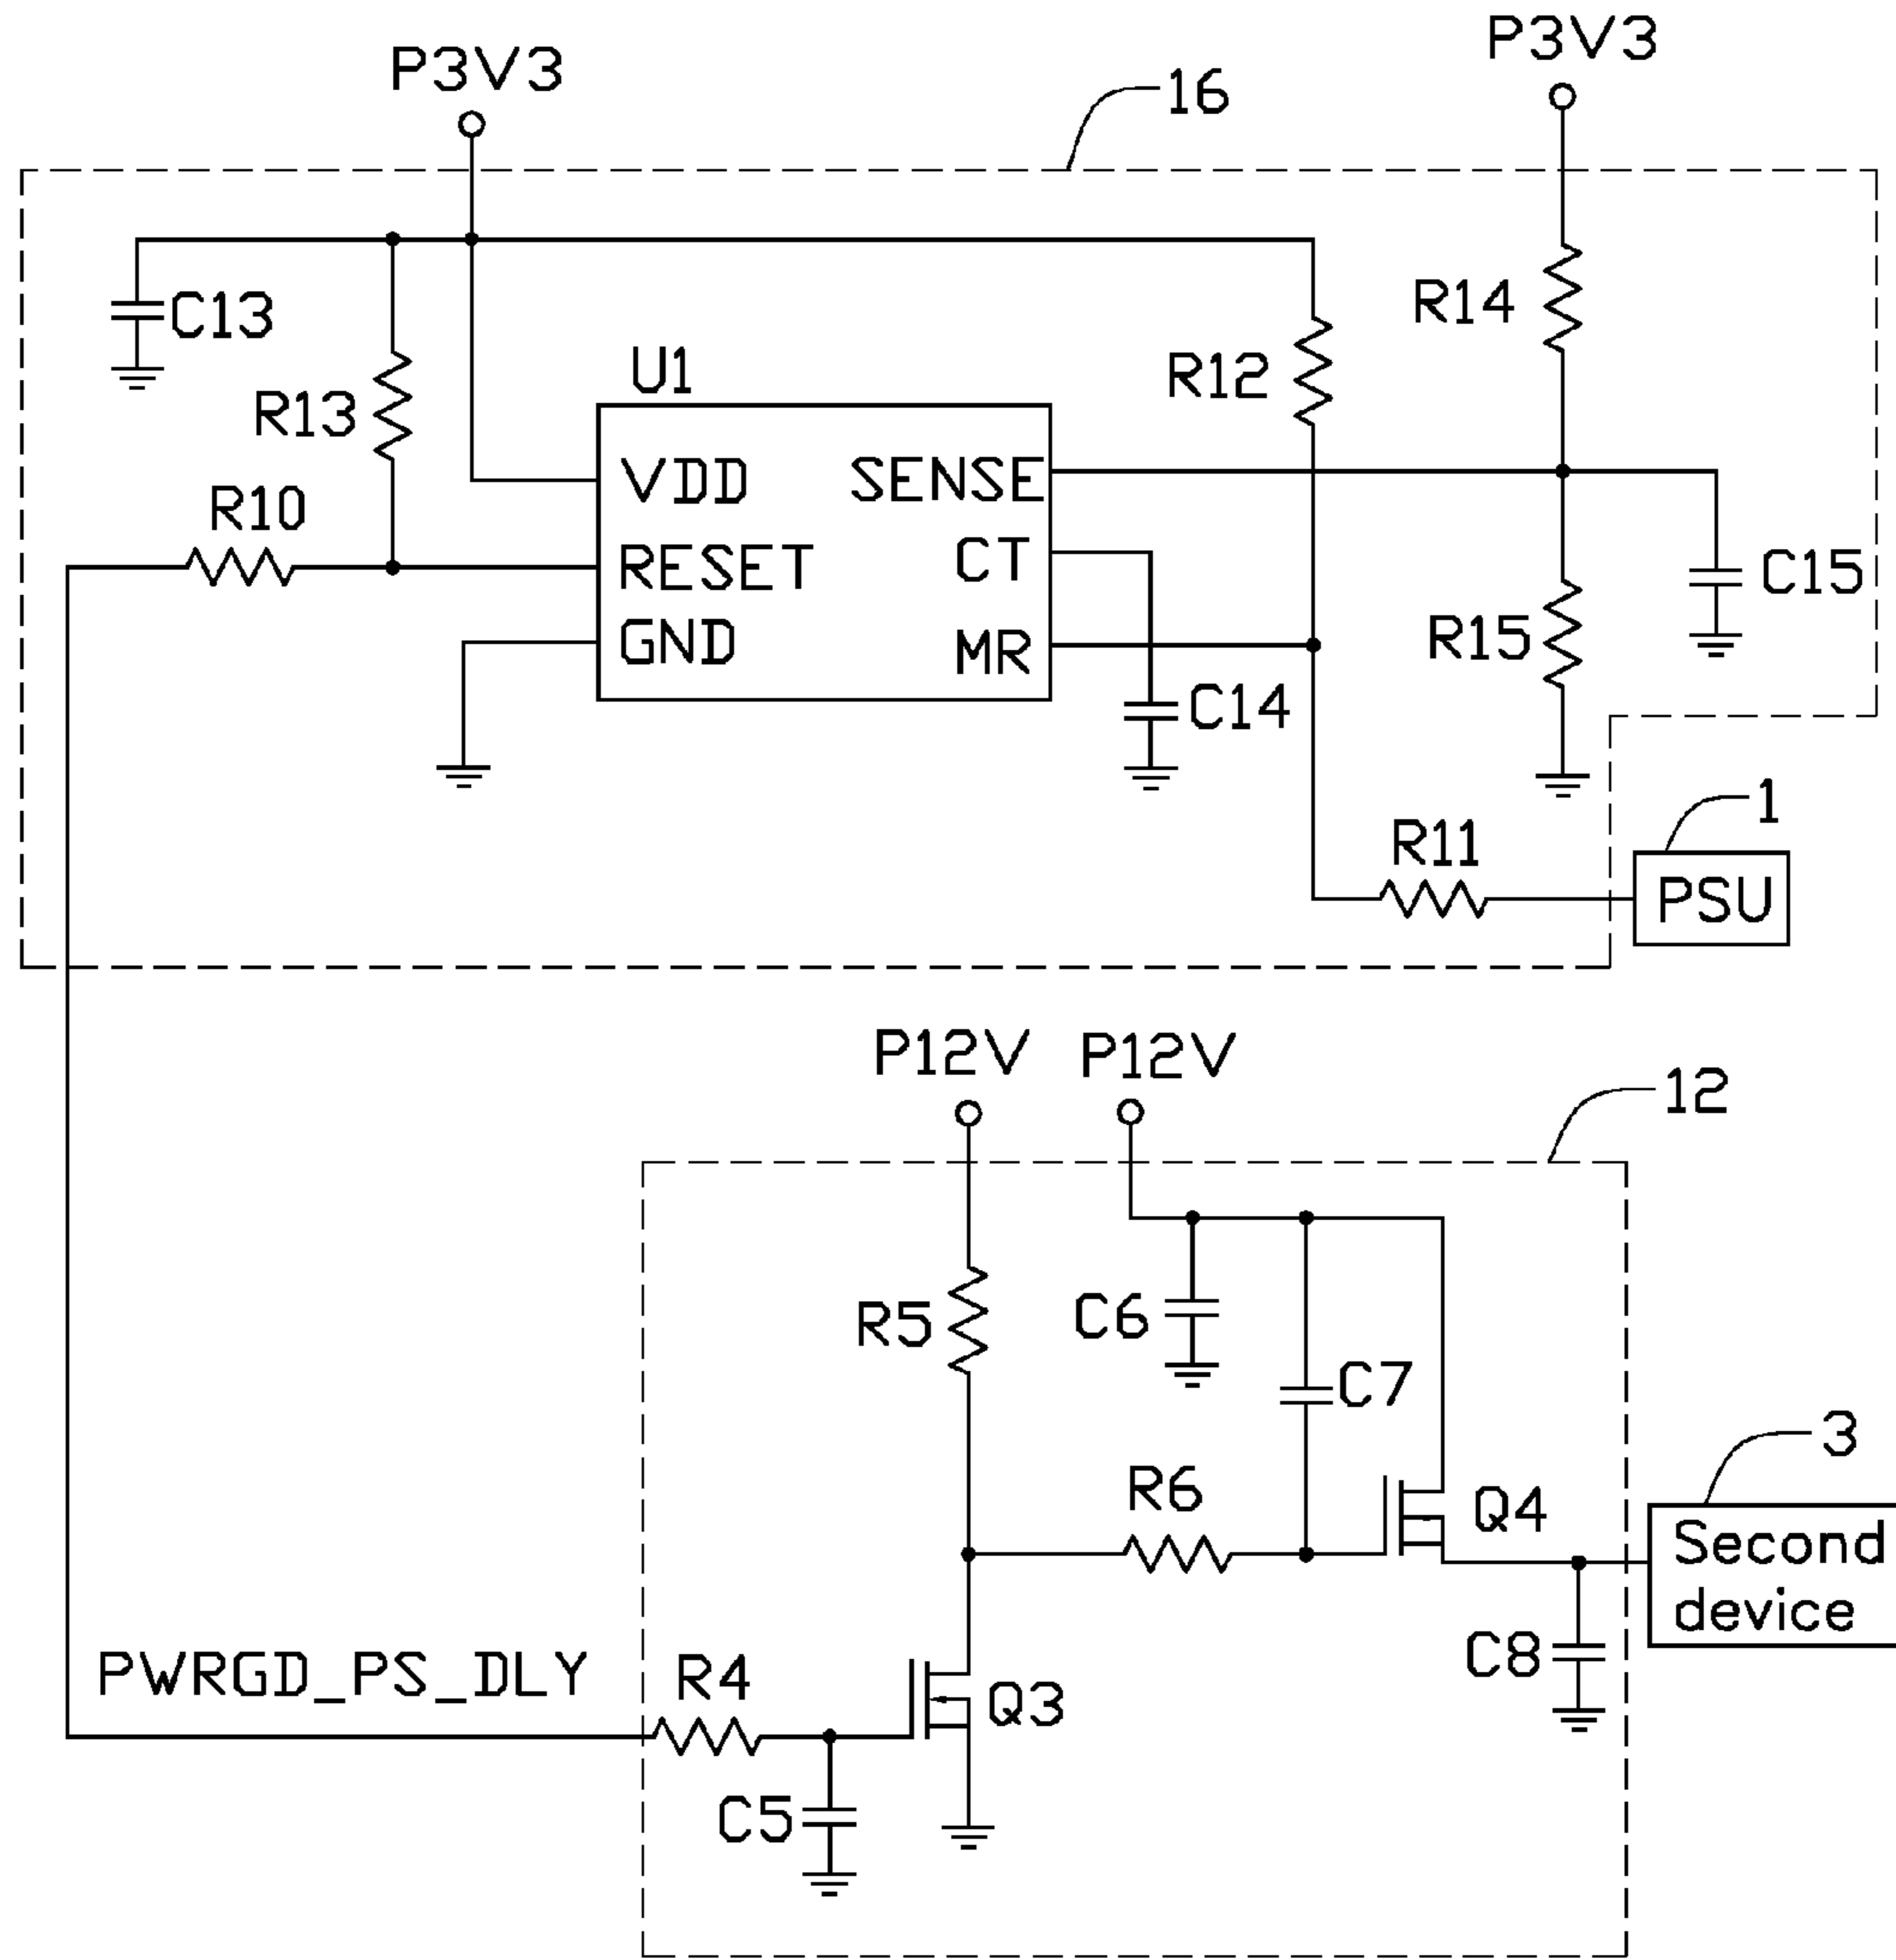 P3V3
P3V3
16
C13
R13
U1
R12
R14
VDD
SENSE
R10
RESET
CT
C15
GND
MR
R15
C14
1
R11
PSU
P12V
P12V
12
R5
C6
C7
3
R6
Q4
Second
device
PWRGD_PS_DLY
R4
Q3
C8
C5